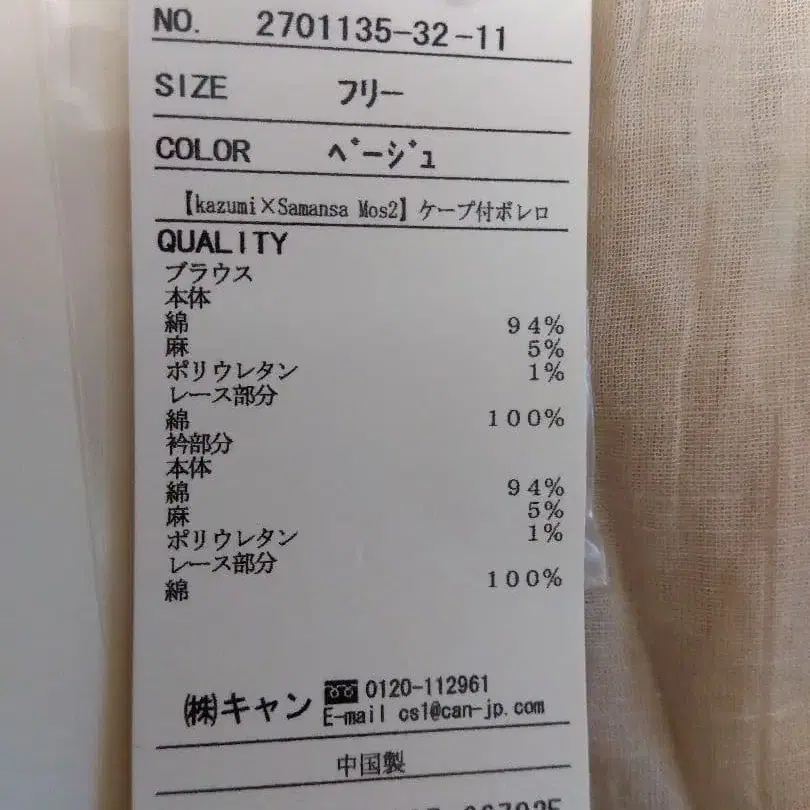 NO. 2701135-32-11
SIZE フリー
COLOR ベージュ
【kazumi×Samansa Mos2】ケープ付ボレロ
QUALITY
ブラウス
本体
綿 94%
麻 5%
ポリウレタン 1%
レース部分
綿 100%
衿部分
本体
綿 94%
麻 5%
ポリウレタン 1%
レース部分
綿 100%
㈱キャン 0120-112961
E-mail cs1@can-jp.com
中国製